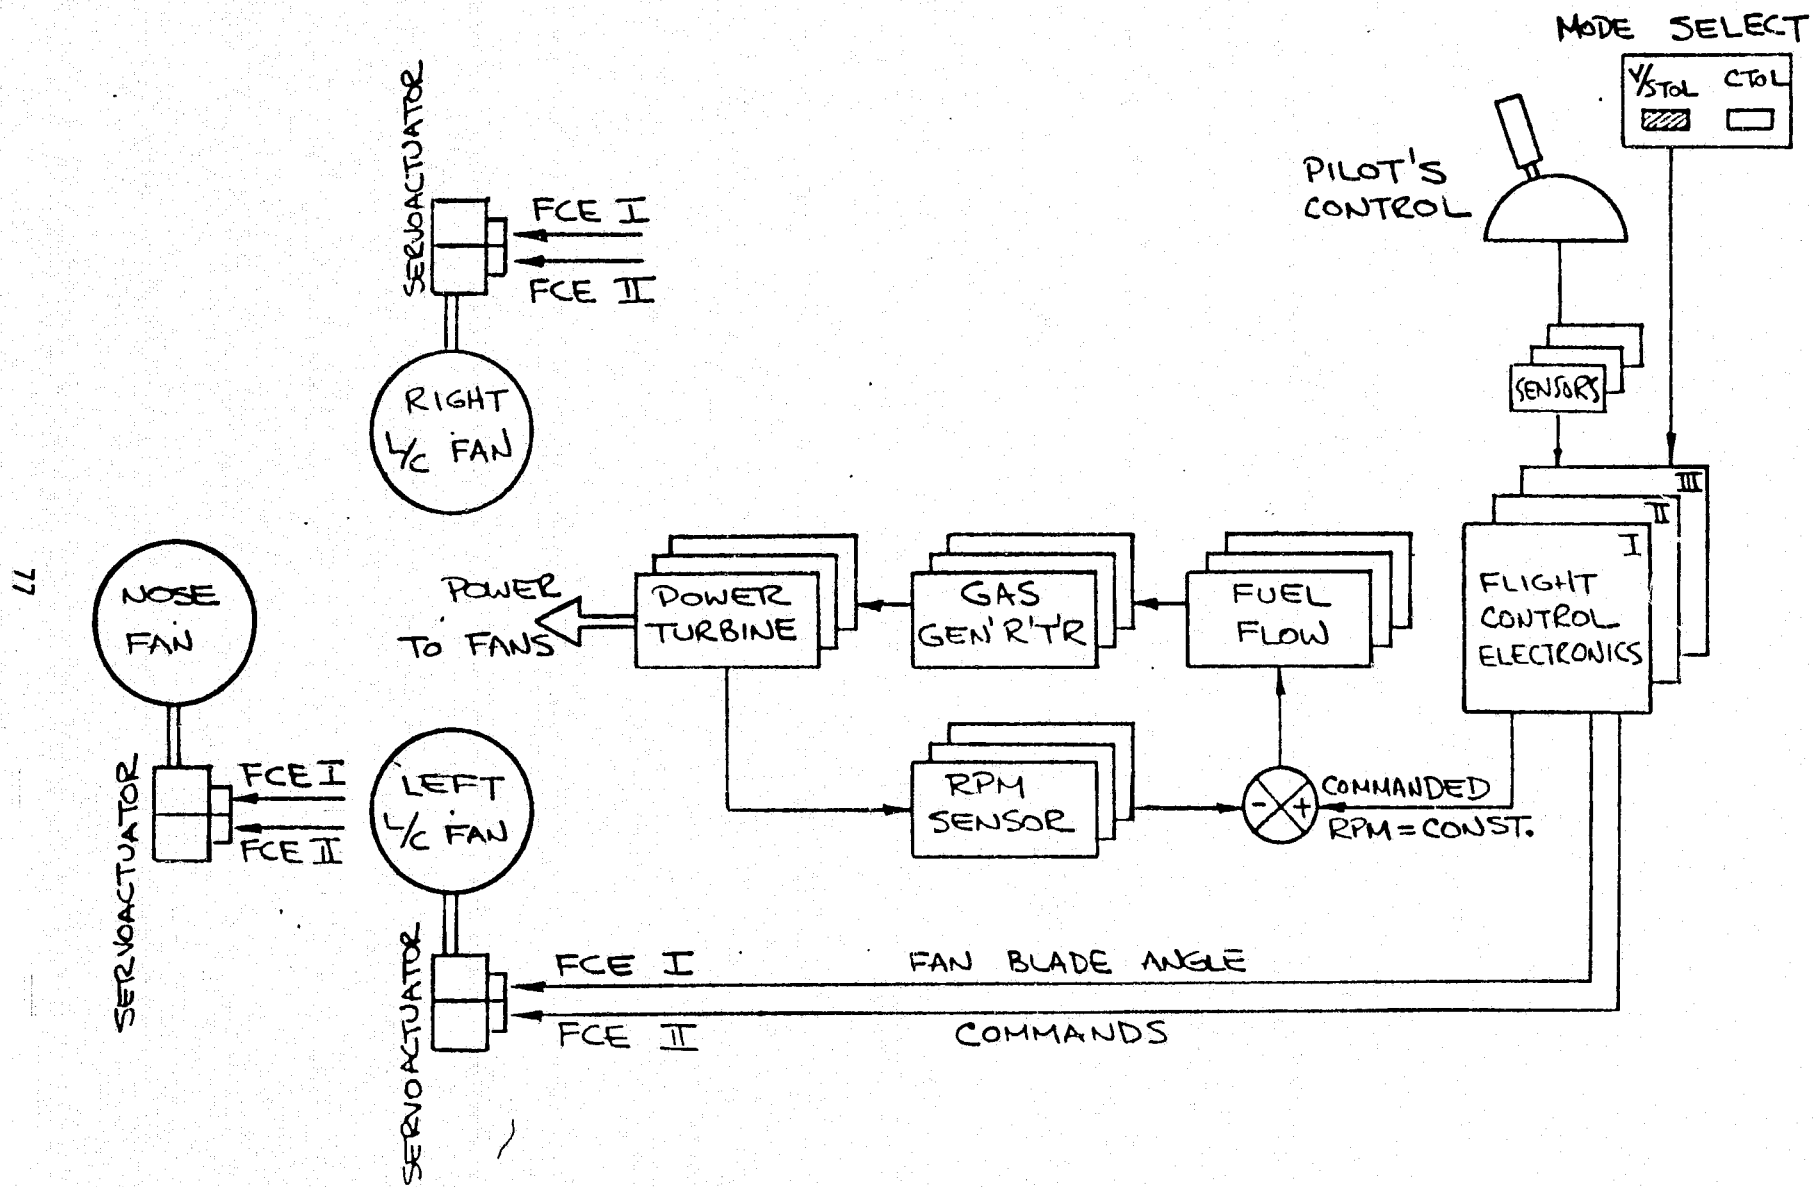 MODE SELECT
V/STOL CTOL
PILOT'S
CONTROL
SENSORS
III
II
I
FLIGHT
CONTROL
ELECTRONICS
SERVOACTUATOR
FCE I
FCE II
RIGHT
L/C FAN
NOSE
FAN
POWER
TO FANS
POWER
TURBINE
GAS
GEN'R'T'R
FUEL
FLOW
RPM
SENSOR
- +
COMMANDED
RPM = CONST.
SERVOACTUATOR
FCE I
FCE II
LEFT
L/C FAN
SERVOACTUATOR
FCE I
FCE II
FAN BLADE ANGLE
COMMANDS
77